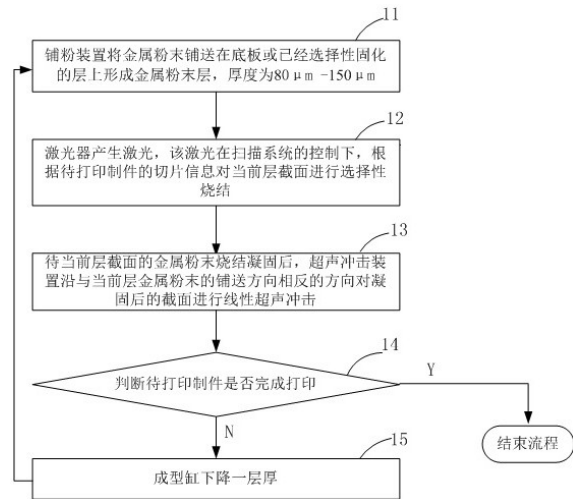 11
铺粉装置将金属粉末铺送在底板或已经选择性固化
的层上形成金属粉末层，厚度为80μm-150μm
12
激光器产生激光，该激光在扫描系统的控制下，根
据待打印制件的切片信息对当前层截面进行选择性
烧结
13
待当前层截面的金属粉末烧结凝固后，超声冲击装
置沿与当前层金属粉末的铺送方向相反的方向对凝
固后的截面进行线性超声冲击
14
判断待打印制件是否完成打印
Y
结束流程
N
15
成型缸下降一层厚